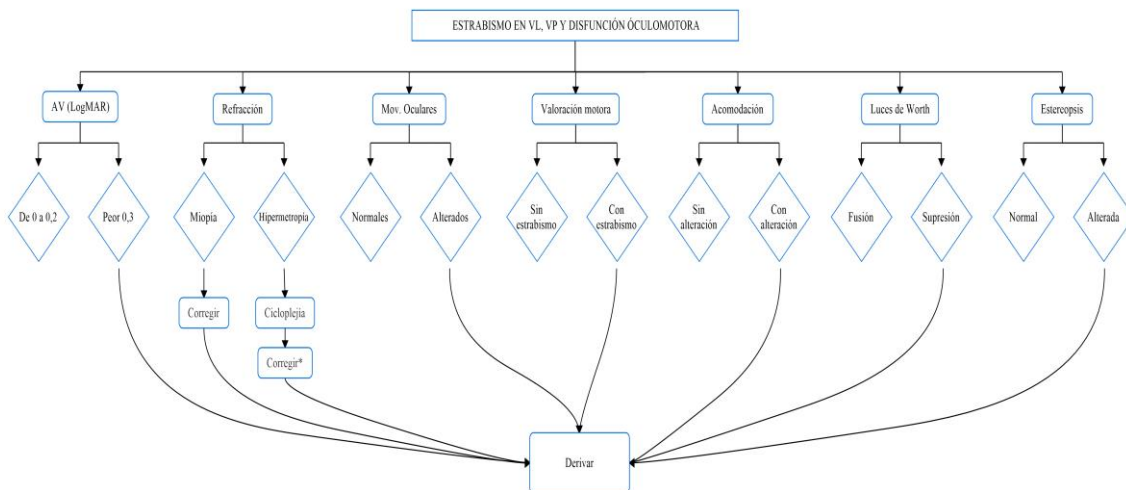 ESTRABISMO EN VL, VP Y DISFUNCIÓN ÓCULOMOTORA
AV (LogMAR)
Refracción
Mov. Oculares
Valoración motora
Acomodación
Luces de Worth
Estereopsis
De 0 a 0,2
Peor 0,3
Miopía
Hipermetropía
Normales
Alterados
Sin
estrabismo
Con
estrabismo
Sin
alteración
Con
alteración
Fusión
Supresión
Normal
Alterada
Corregir
Cicloplejia
Corregir*
Derivar